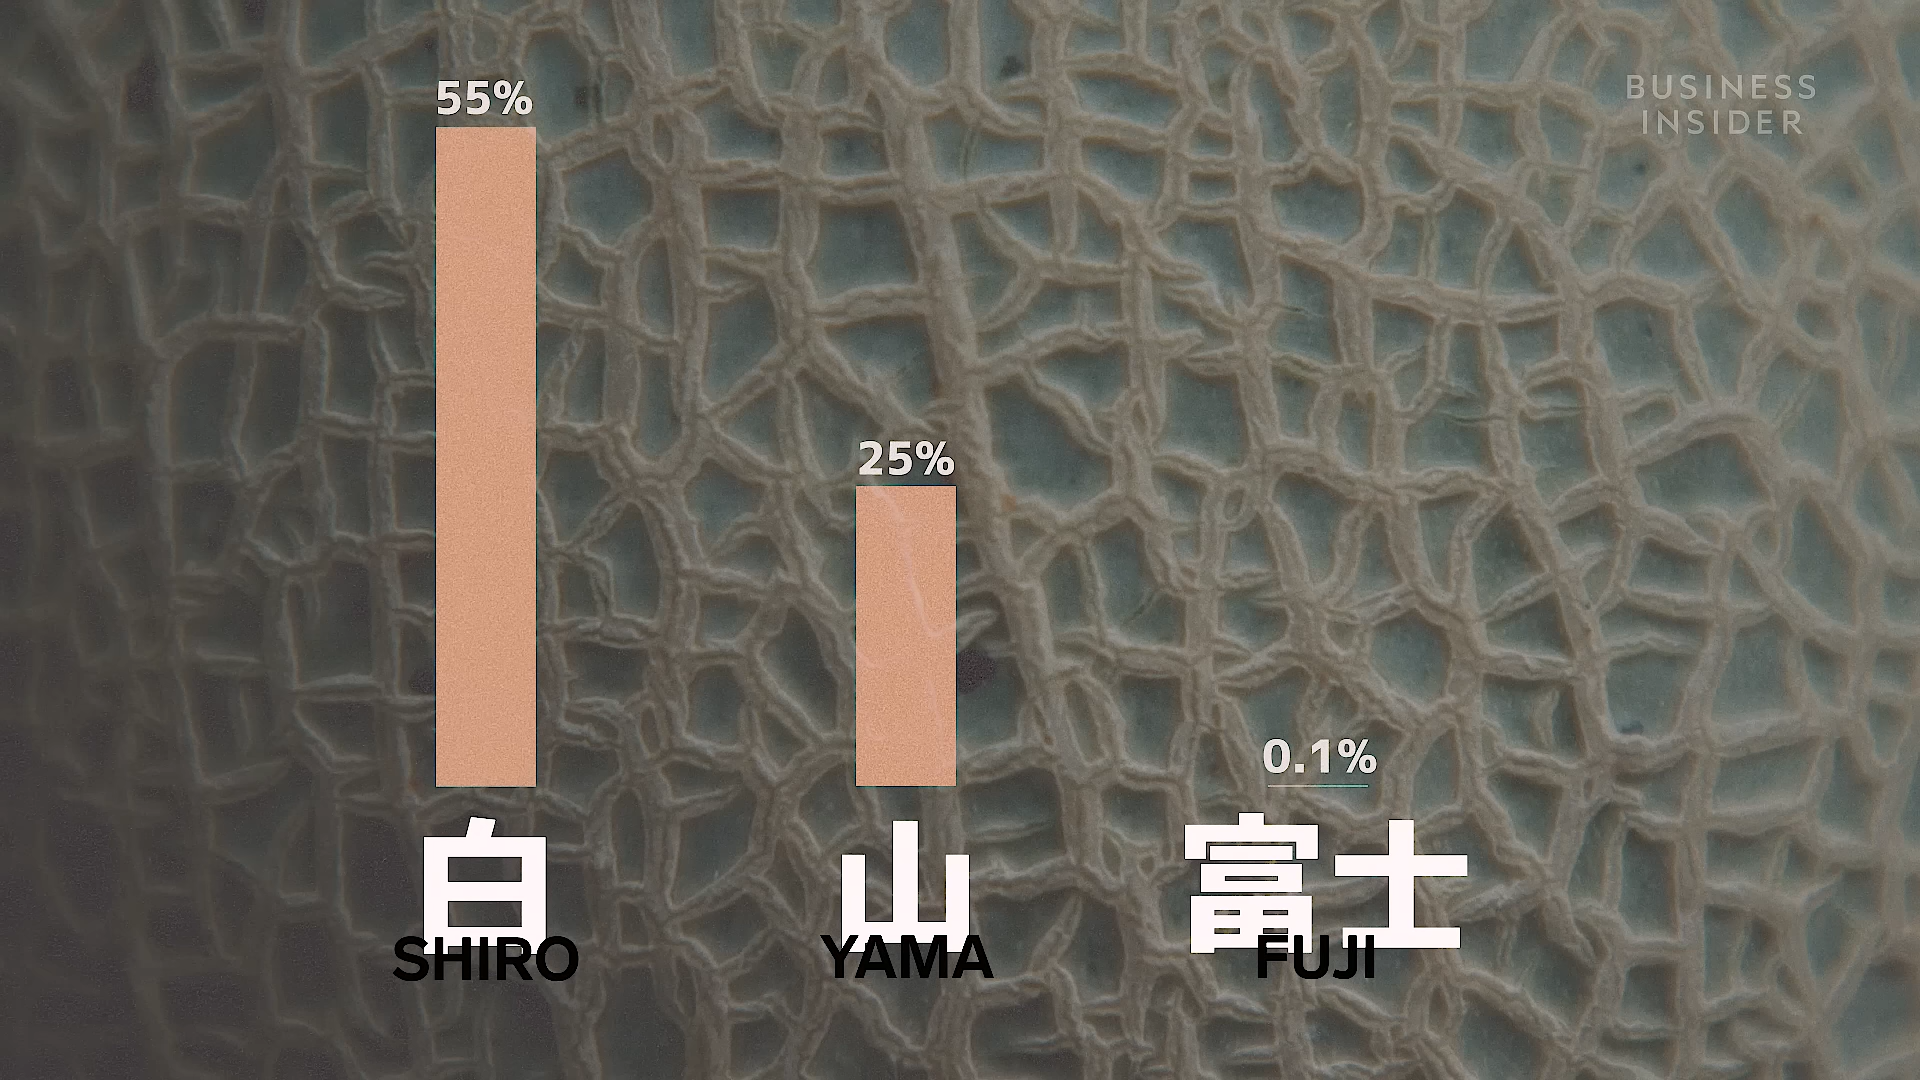 BUSINESS
INSIDER
55%
25%
0.1%
白
山
富士
SHIRO
YAMA
FUJI